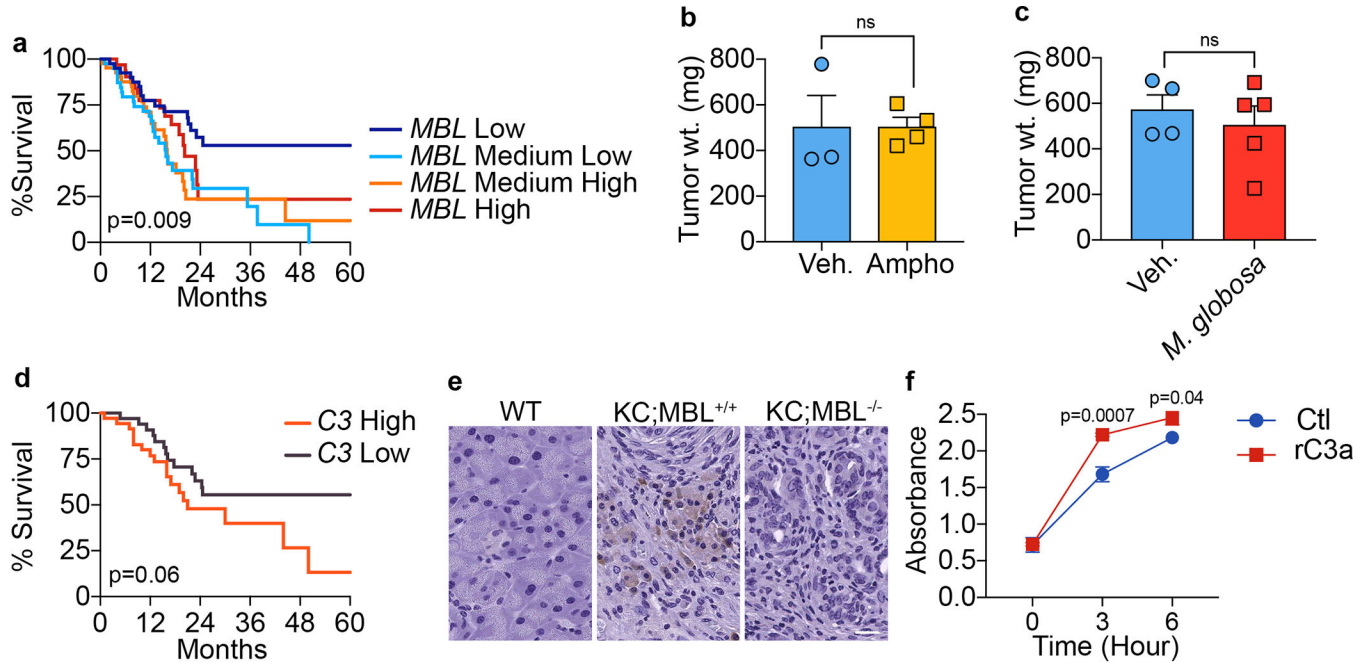 a
100
75
50
25
0
%Survival
p=0.009
0 12 24 36 48 60
Months
MBL Low
MBL Medium Low
MBL Medium High
MBL High
b
ns
800
600
400
200
0
Tumor wt. (mg)
Veh. Ampho
c
ns
800
600
400
200
0
Tumor wt. (mg)
Veh.
M. globosa
d
100
75
50
25
0
% Survival
p=0.06
0 12 24 36 48 60
Months
C3 High
C3 Low
e
WT KC;MBL+/+ KC;MBL-/-
f
2.5
2.0
1.5
1.0
0.5
0.0
Absorbance
p=0.0007
p=0.04
0 3 6
Time (Hour)
Ctl
rC3a